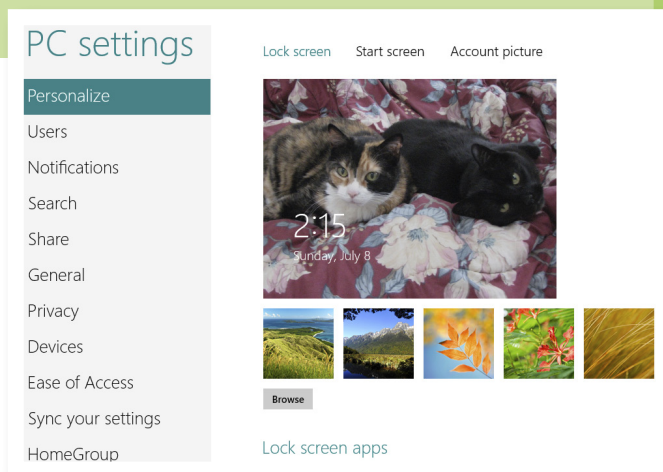 PC settings
Personalize
Users
Notifications
Search
Share
General
Privacy
Devices
Ease of Access
Sync your settings
HomeGroup
Lock screen Start screen Account picture
2:15
Sunday, July 8
Browse
Lock screen apps